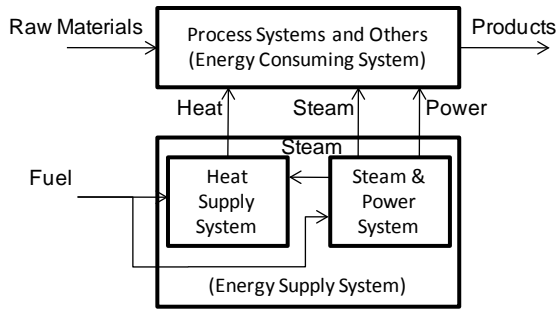 Raw Materials
Process Systems and Others
(Energy Consuming System)
Products
Heat
Steam
Power
Steam
Fuel
Heat
Supply
System
Steam &
Power
System
(Energy Supply System)